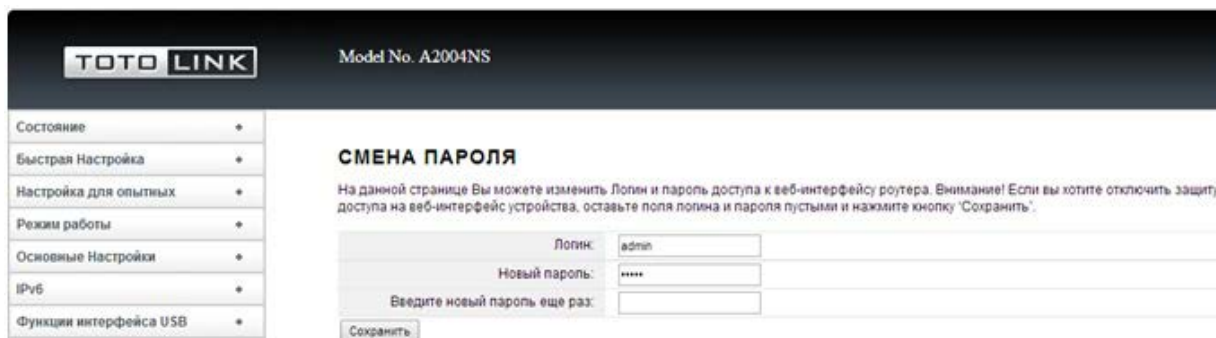 TOTO LINK
Model No. A2004NS
Состояние
Быстрая Настройка
Настройка для опытных
Режим работы
Основные Настройки
IPv6
Функции интерфейса USB
СМЕНА ПАРОЛЯ
На данной странице Вы можете изменить Логин и пароль доступа к веб-интерфейсу роутера. Внимание! Если вы хотите отключить защиту
доступа на веб-интерфейс устройства, оставьте поля логина и пароля пустыми и нажмите кнопку 'Сохранить'.
Логин: admin
Новый пароль: •••••
Введите новый пароль еще раз:
Сохранить